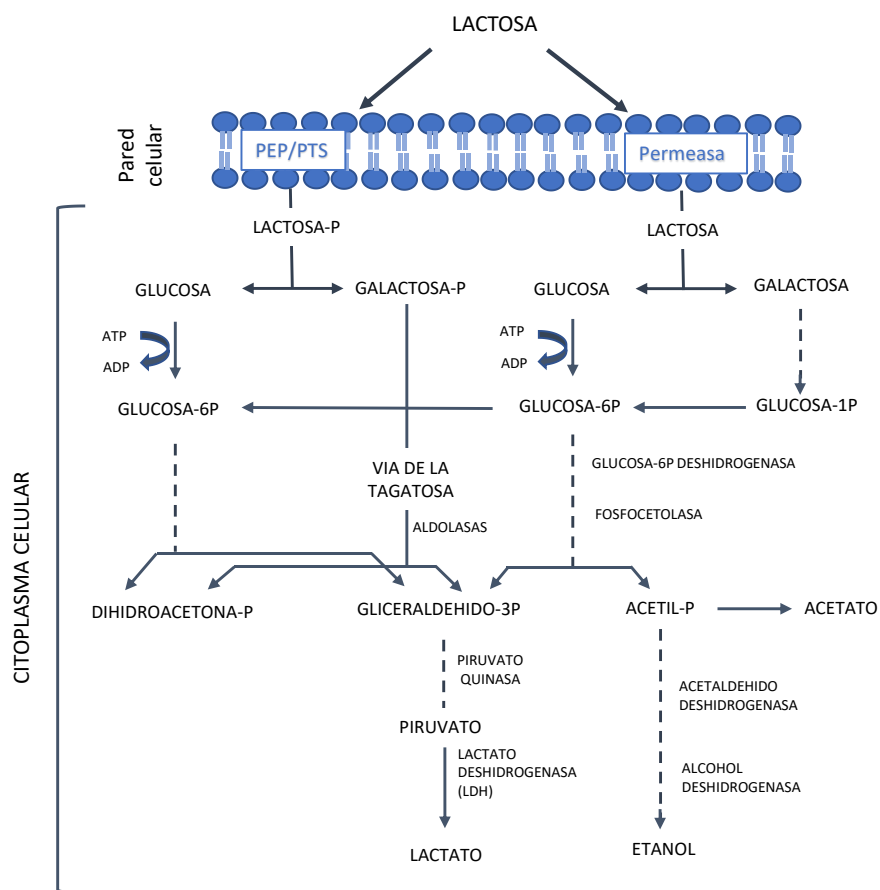 LACTOSA
Pared
celular
PEP/PTS
Permeasa
LACTOSA-P
LACTOSA
GLUCOSA
GALACTOSA-P
GLUCOSA
GALACTOSA
ATP
ADP
ATP
ADP
GLUCOSA-6P
GLUCOSA-6P
GLUCOSA-1P
VIA DE LA
TAGATOSA
GLUCOSA-6P DESHIDROGENASA
FOSFOCETOLASA
ALDOLASAS
CITOPLASMA CELULAR
DIHIDROACETONA-P
GLICERALDEHIDO-3P
ACETIL-P
ACETATO
PIRUVATO
QUINASA
ACETALDEHIDO
DESHIDROGENASA
PIRUVATO
LACTATO
DESHIDROGENASA
(LDH)
ALCOHOL
DESHIDROGENASA
LACTATO
ETANOL